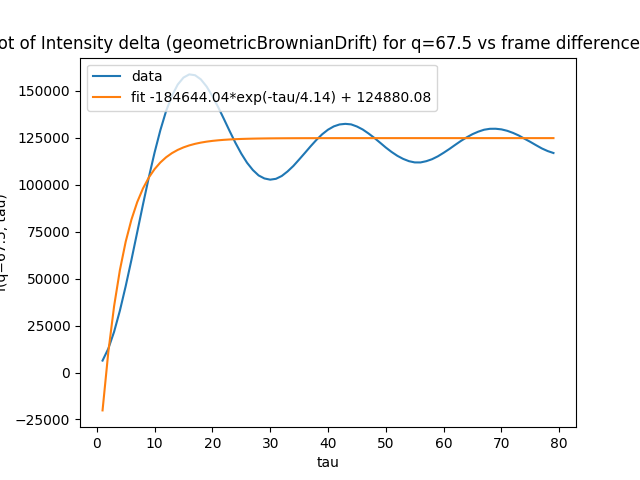 ot of Intensity delta (geometricBrownianDrift) for q=67.5 vs frame difference
data
fit -184644.04*exp(-tau/4.14) + 124880.08
150000
125000
100000
75000
50000
25000
0
−25000
(q=67.5, tau)
0 10 20 30 40 50 60 70 80
tau